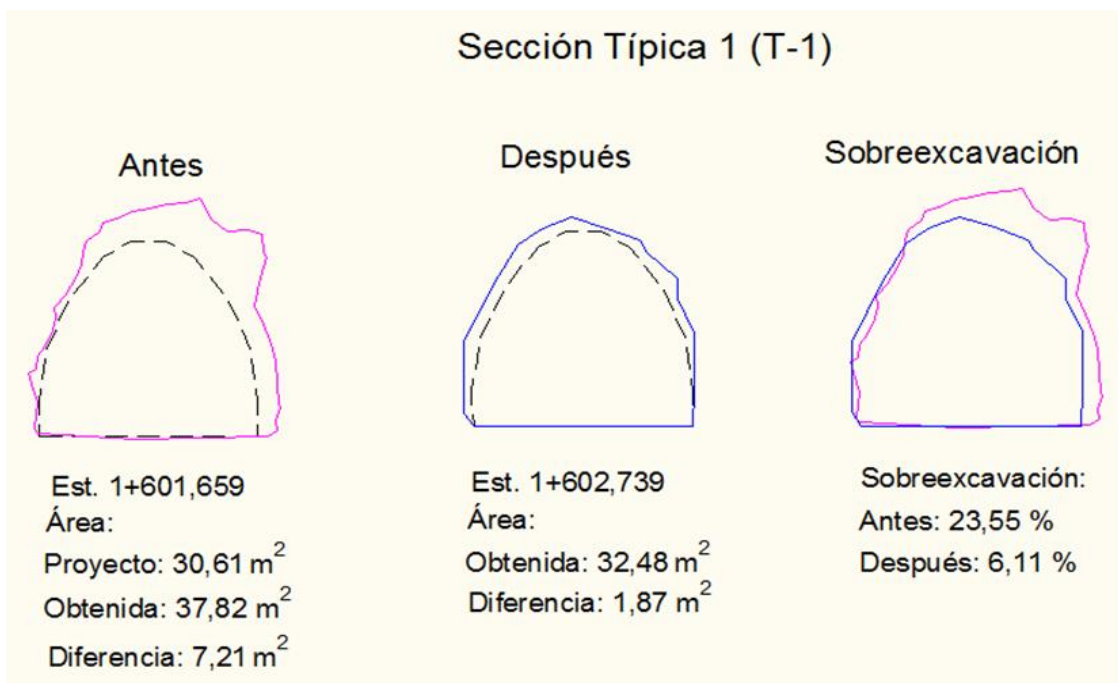 Sección Típica 1 (T-1)
Antes
Est. 1+601,659
Área:
Proyecto: 30,61 m²
Obtenida: 37,82 m²
Diferencia: 7,21 m²
Después
Est. 1+602,739
Área:
Obtenida: 32,48 m²
Diferencia: 1,87 m²
Sobreexcavación
Sobreexcavación:
Antes: 23,55 %
Después: 6,11 %